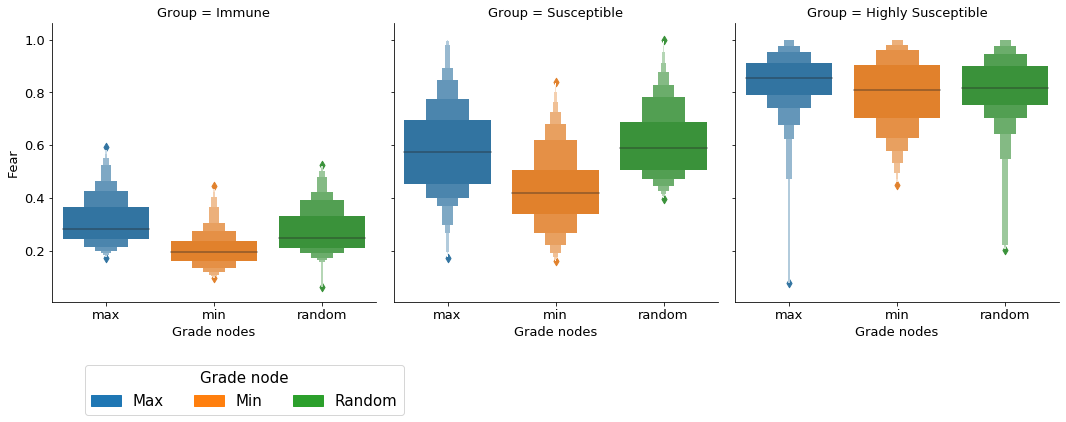 Group = Immune
Group = Susceptible
Group = Highly Susceptible
1.0
0.8
0.6
0.4
0.2
Fear
max
min
random
max
min
random
max
min
random
Grade nodes
Grade nodes
Grade nodes
Grade node
Max
Min
Random